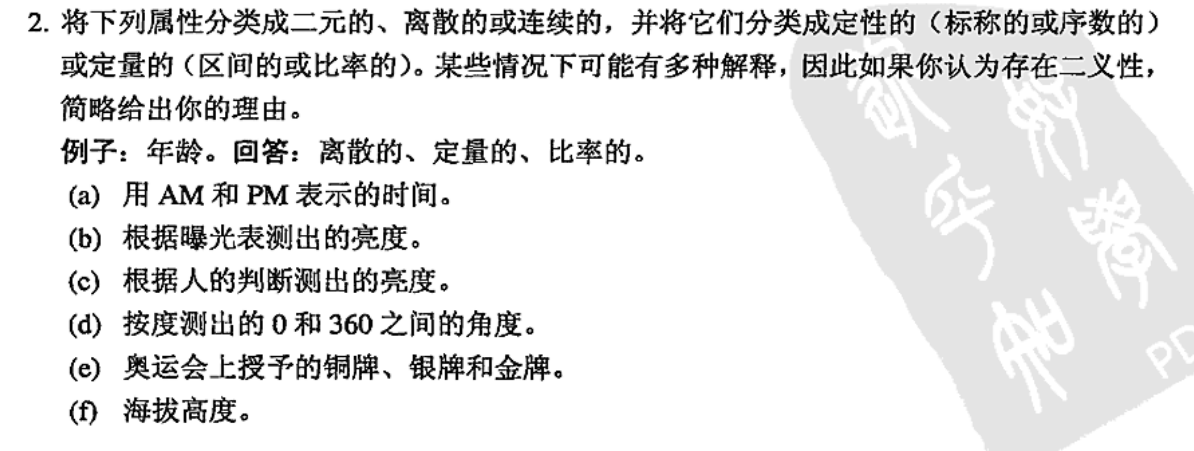 2. 将下列属性分类成二元的、离散的或连续的，并将它们分类成定性的（标称的或序数的）
或定量的（区间的或比率的）。某些情况下可能有多种解释，因此如果你认为存在二义性，
简略给出你的理由。
例子：年龄。回答：离散的、定量的、比率的。
(a) 用 AM 和 PM 表示的时间。
(b) 根据曝光表测出的亮度。
(c) 根据人的判断测出的亮度。
(d) 按度测出的 0 和 360 之间的角度。
(e) 奥运会上授予的铜牌、银牌和金牌。
(f) 海拔高度。
PD